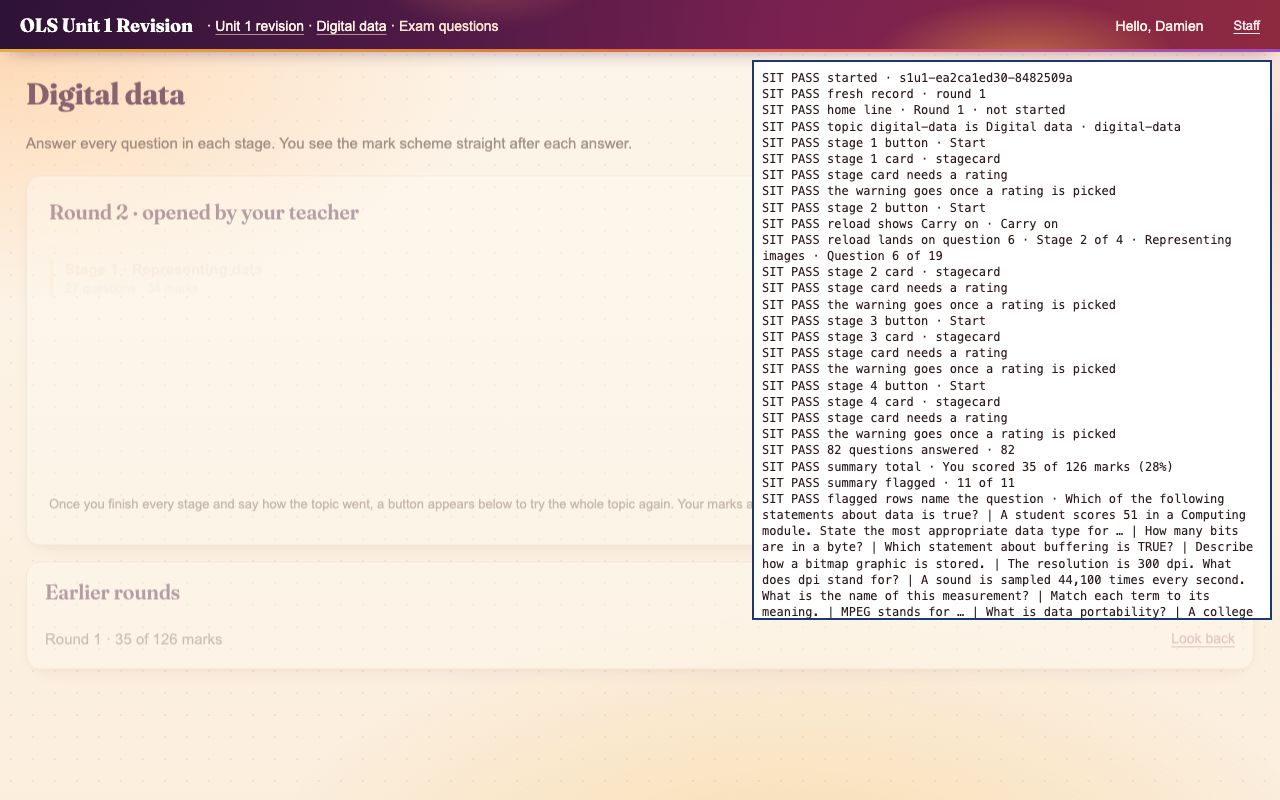 OLS Unit 1 Revision · Unit 1 revision · Digital data · Exam questions Hello, Damien Staff
Digital data
Answer every question in each stage. You see the mark scheme straight after each answer.
Round 2 · opened by your teacher
Stage 1 · Representing data
27 questions · 35 marks
Once you finish every stage and say how the topic went, a button appears below to try the whole topic again. Your marks a
Earlier rounds
Round 1 · 35 of 126 marks Look back
SIT PASS started · s1u1-ea2ca1ed30-8482509a
SIT PASS fresh record · round 1
SIT PASS home line · Round 1 · not started
SIT PASS topic digital-data is Digital data · digital-data
SIT PASS stage 1 button · Start
SIT PASS stage 1 card · stagecard
SIT PASS stage card needs a rating
SIT PASS the warning goes once a rating is picked
SIT PASS stage 2 button · Start
SIT PASS reload shows Carry on · Carry on
SIT PASS reload lands on question 6 · Stage 2 of 4 · Representing
images · Question 6 of 19
SIT PASS stage 2 card · stagecard
SIT PASS stage card needs a rating
SIT PASS the warning goes once a rating is picked
SIT PASS stage 3 button · Start
SIT PASS stage 3 card · stagecard
SIT PASS stage card needs a rating
SIT PASS the warning goes once a rating is picked
SIT PASS stage 4 button · Start
SIT PASS stage 4 card · stagecard
SIT PASS stage card needs a rating
SIT PASS the warning goes once a rating is picked
SIT PASS 82 questions answered · 82
SIT PASS summary total · You scored 35 of 126 marks (28%)
SIT PASS summary flagged · 11 of 11
SIT PASS flagged rows name the question · Which of the following
statements about data is true? | A student scores 51 in a Computing
module. State the most appropriate data type for … | How many bits
are in a byte? | Which statement about buffering is TRUE? | Describe
how a bitmap graphic is stored. | The resolution is 300 dpi. What
does dpi stand for? | A sound is sampled 44,100 times every second.
What is the name of this measurement? | Match each term to its
meaning. | MPEG stands for … | What is data portability? | A college